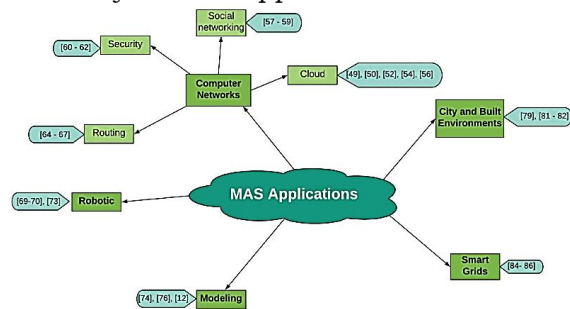 Social
networking
[57 - 59]
[60 - 62]
Security
Computer
Networks
Cloud
[49], [50], [52], [54], [56]
City and Built
Environments
[79], [81 - 82]
[64 - 67]
Routing
MAS Applications
[69-70], [73]
Robotic
Smart
Grids
[84- 86]
[74], [76], [12]
Modeling